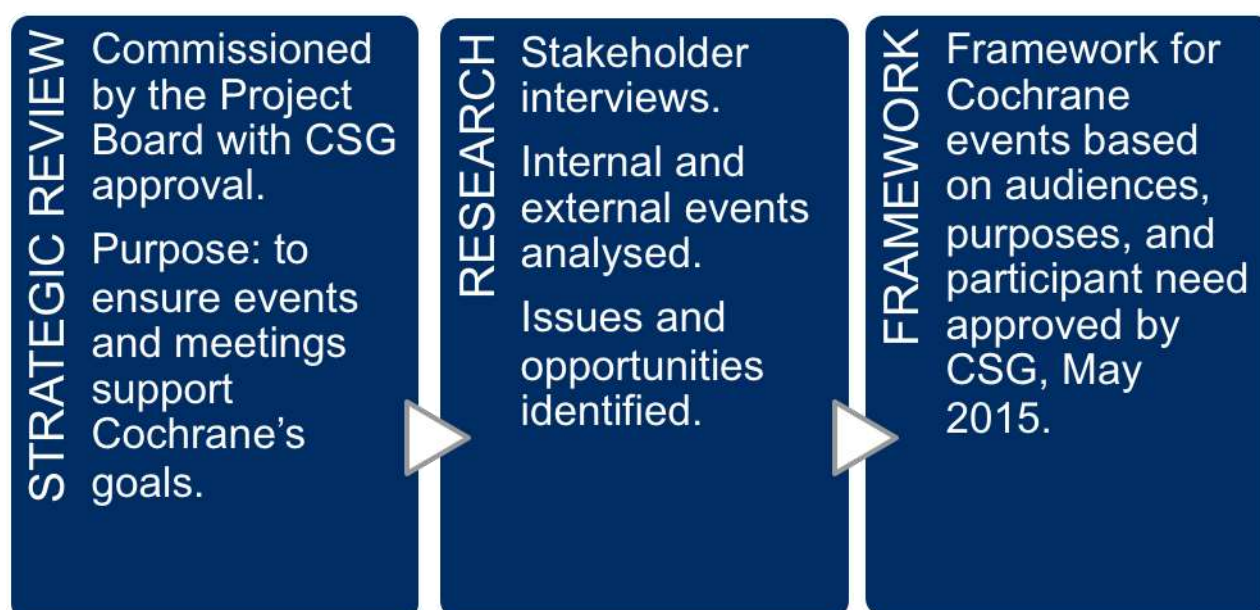 STRATEGIC REVIEW
Commissioned
by the Project
Board with CSG
approval.
Purpose: to
ensure events
and meetings
support
Cochrane’s
goals.
RESEARCH
Stakeholder
interviews.
Internal and
external events
analysed.
Issues and
opportunities
identified.
FRAMEWORK
Framework for
Cochrane
events based
on audiences,
purposes, and
participant need
approved by
CSG, May
2015.